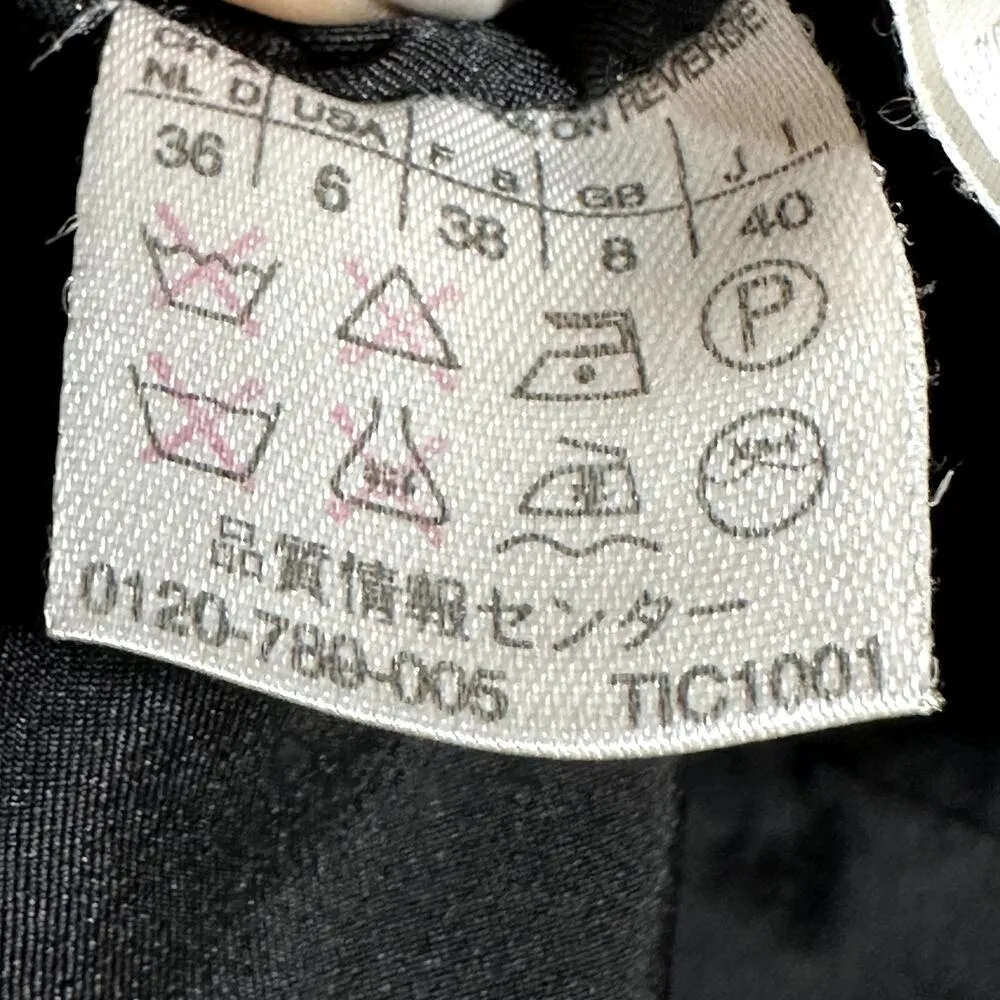 ON REVERSE
NL D USA F B GB J I
36 6 38 8 40
P
品質情報センター
0120-789-005 TIC1001